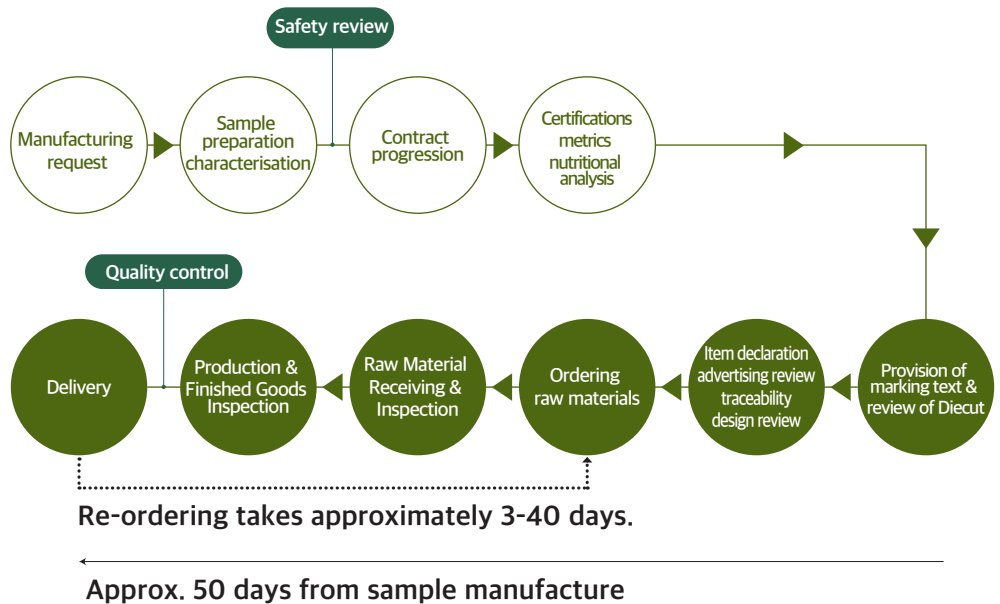 Safety review
Manufacturing
request
Sample
preparation
characterisation
Contract
progression
Certifications
metrics
nutritional
analysis
Quality control
Delivery
Production &
Finished Goods
Inspection
Raw Material
Receiving &
Inspection
Ordering
raw materials
Item declaration
advertising review
traceability
design review
Provision of
marking text &
review of Diecut
Re-ordering takes approximately 3-40 days.
Approx. 50 days from sample manufacture